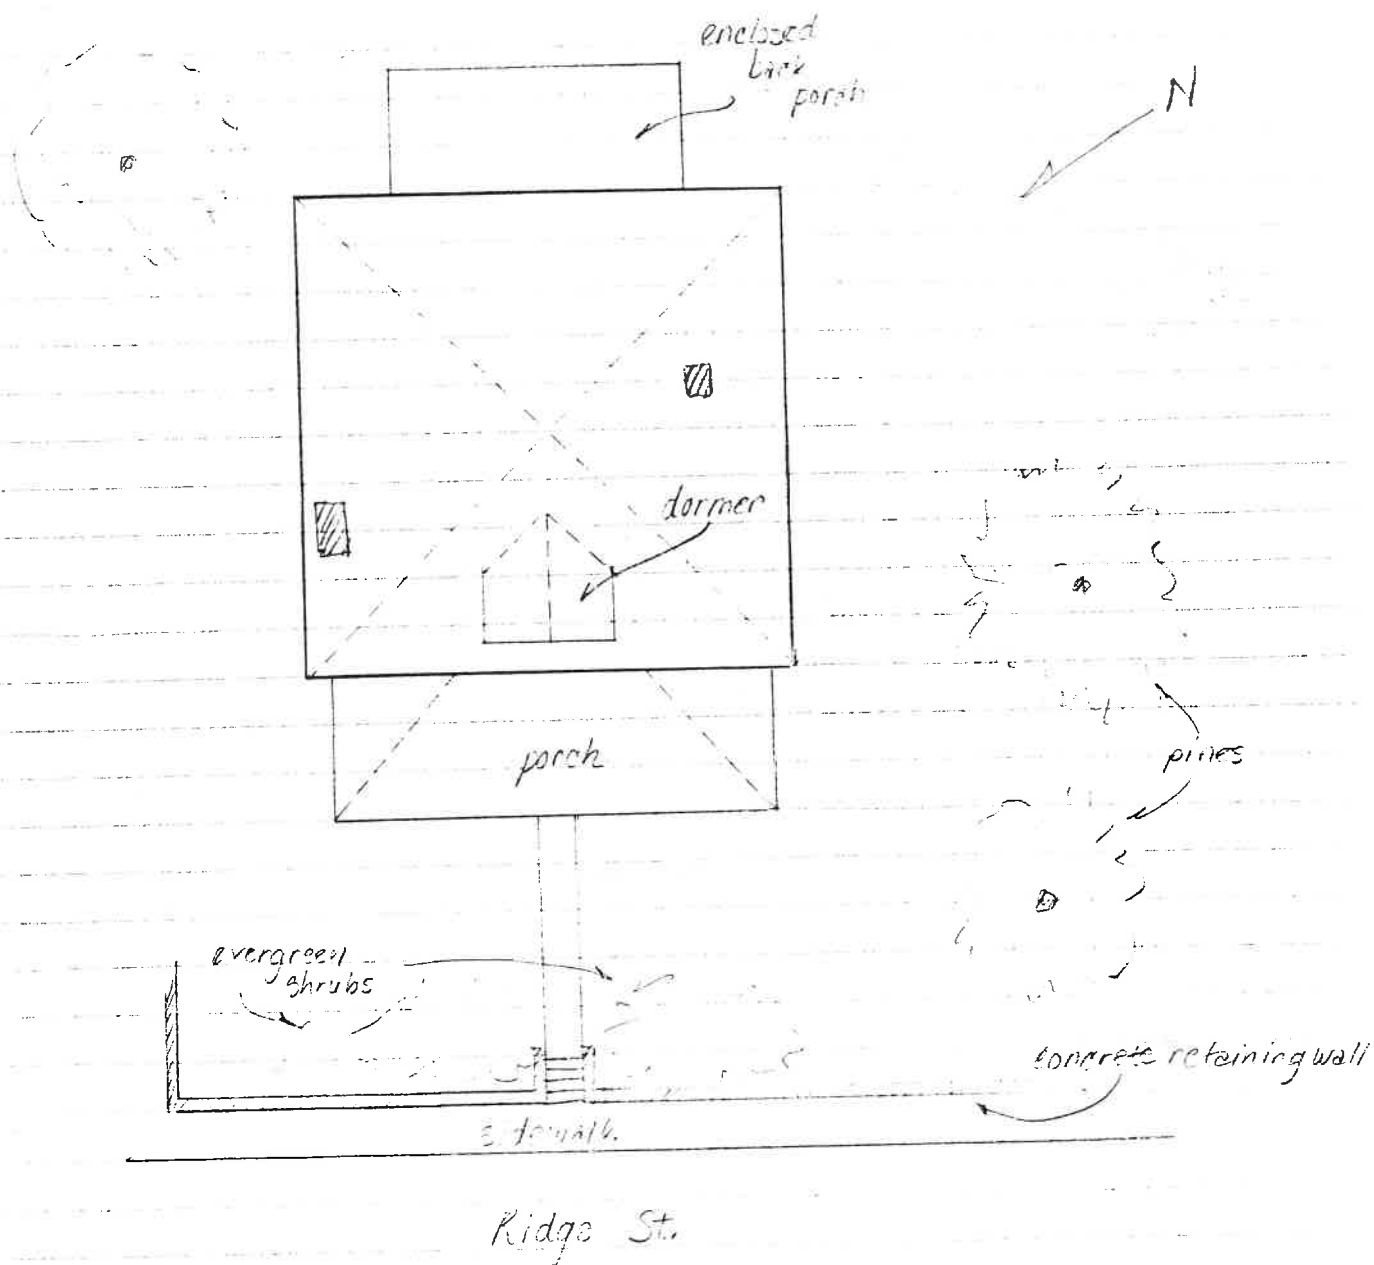 enclosed
back
porch
N
dormer
porch
pines
evergreen
shrubs
concrete retaining wall
Sidewalk
Ridge St.